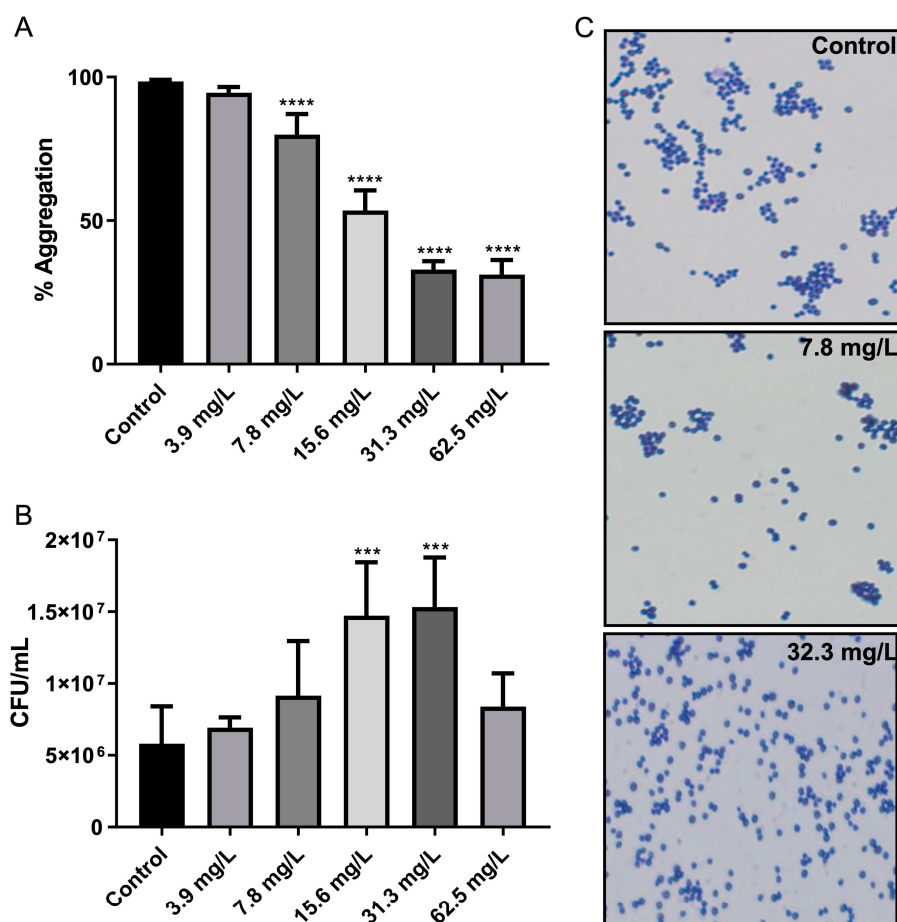 A
% Aggregation
100
50
0
****
****
****
****
Control
3.9 mg/L
7.8 mg/L
15.6 mg/L
31.3 mg/L
62.5 mg/L
B
CFU/mL
2×10⁷
1.5×10⁷
1×10⁷
5×10⁶
0
***
***
Control
3.9 mg/L
7.8 mg/L
15.6 mg/L
31.3 mg/L
62.5 mg/L
C
Control
7.8 mg/L
32.3 mg/L